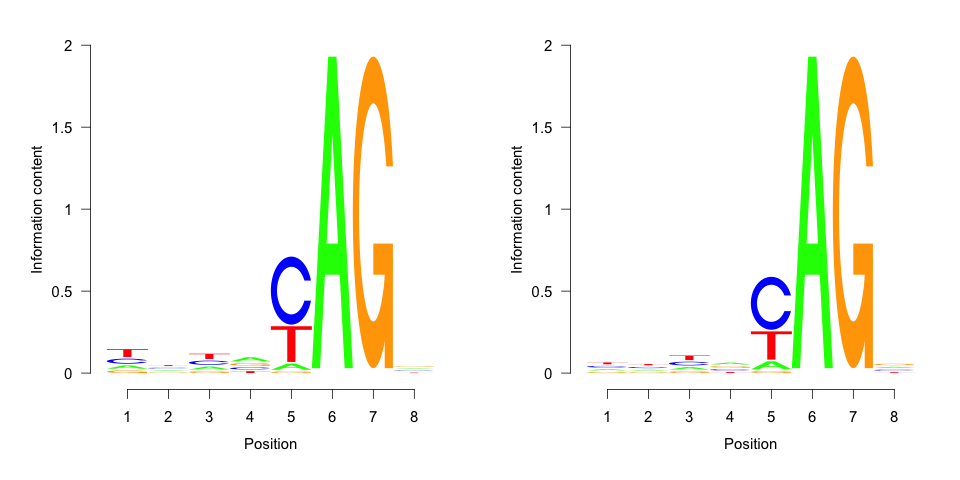 2
1.5
1
0.5
0
Information content
T C A G
C T A G
T C A G
A G C T
C T A
A
G
1 2 3 4 5 6 7 8
Position
2
1.5
1
0.5
0
Information content
T C A G
T C A G
T C A G
A G C T
C T A
A
G
1 2 3 4 5 6 7 8
Position